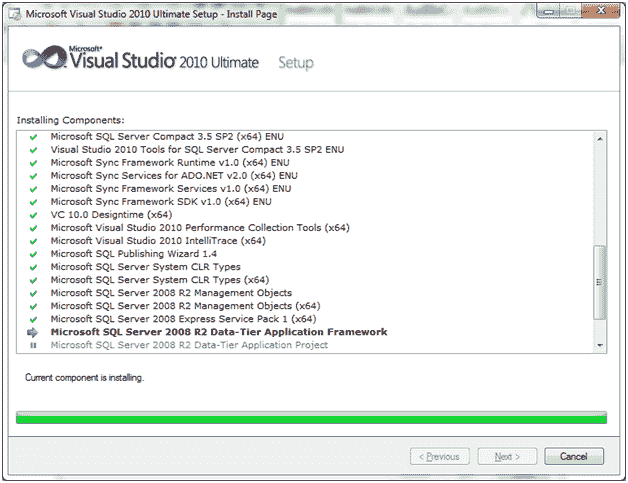 Microsoft Visual Studio 2010 Ultimate Setup - Install Page
Microsoft®
Visual Studio® 2010 Ultimate Setup
Installing Components:
Microsoft SQL Server Compact 3.5 SP2 (x64) ENU
Visual Studio 2010 Tools for SQL Server Compact 3.5 SP2 ENU
Microsoft Sync Framework Runtime v1.0 (x64) ENU
Microsoft Sync Services for ADO.NET v2.0 (x64) ENU
Microsoft Sync Framework Services v1.0 (x64) ENU
Microsoft Sync Framework SDK v1.0 (x64) ENU
VC 10.0 Designtime (x64)
Microsoft Visual Studio 2010 Performance Collection Tools (x64)
Microsoft Visual Studio 2010 IntelliTrace (x64)
Microsoft SQL Publishing Wizard 1.4
Microsoft SQL Server System CLR Types
Microsoft SQL Server System CLR Types (x64)
Microsoft SQL Server 2008 R2 Management Objects
Microsoft SQL Server 2008 R2 Management Objects (x64)
Microsoft SQL Server 2008 Express Service Pack 1 (x64)
Microsoft SQL Server 2008 R2 Data-Tier Application Framework
Microsoft SQL Server 2008 R2 Data-Tier Application Project
Current component is installing.
< Previous Next > Cancel